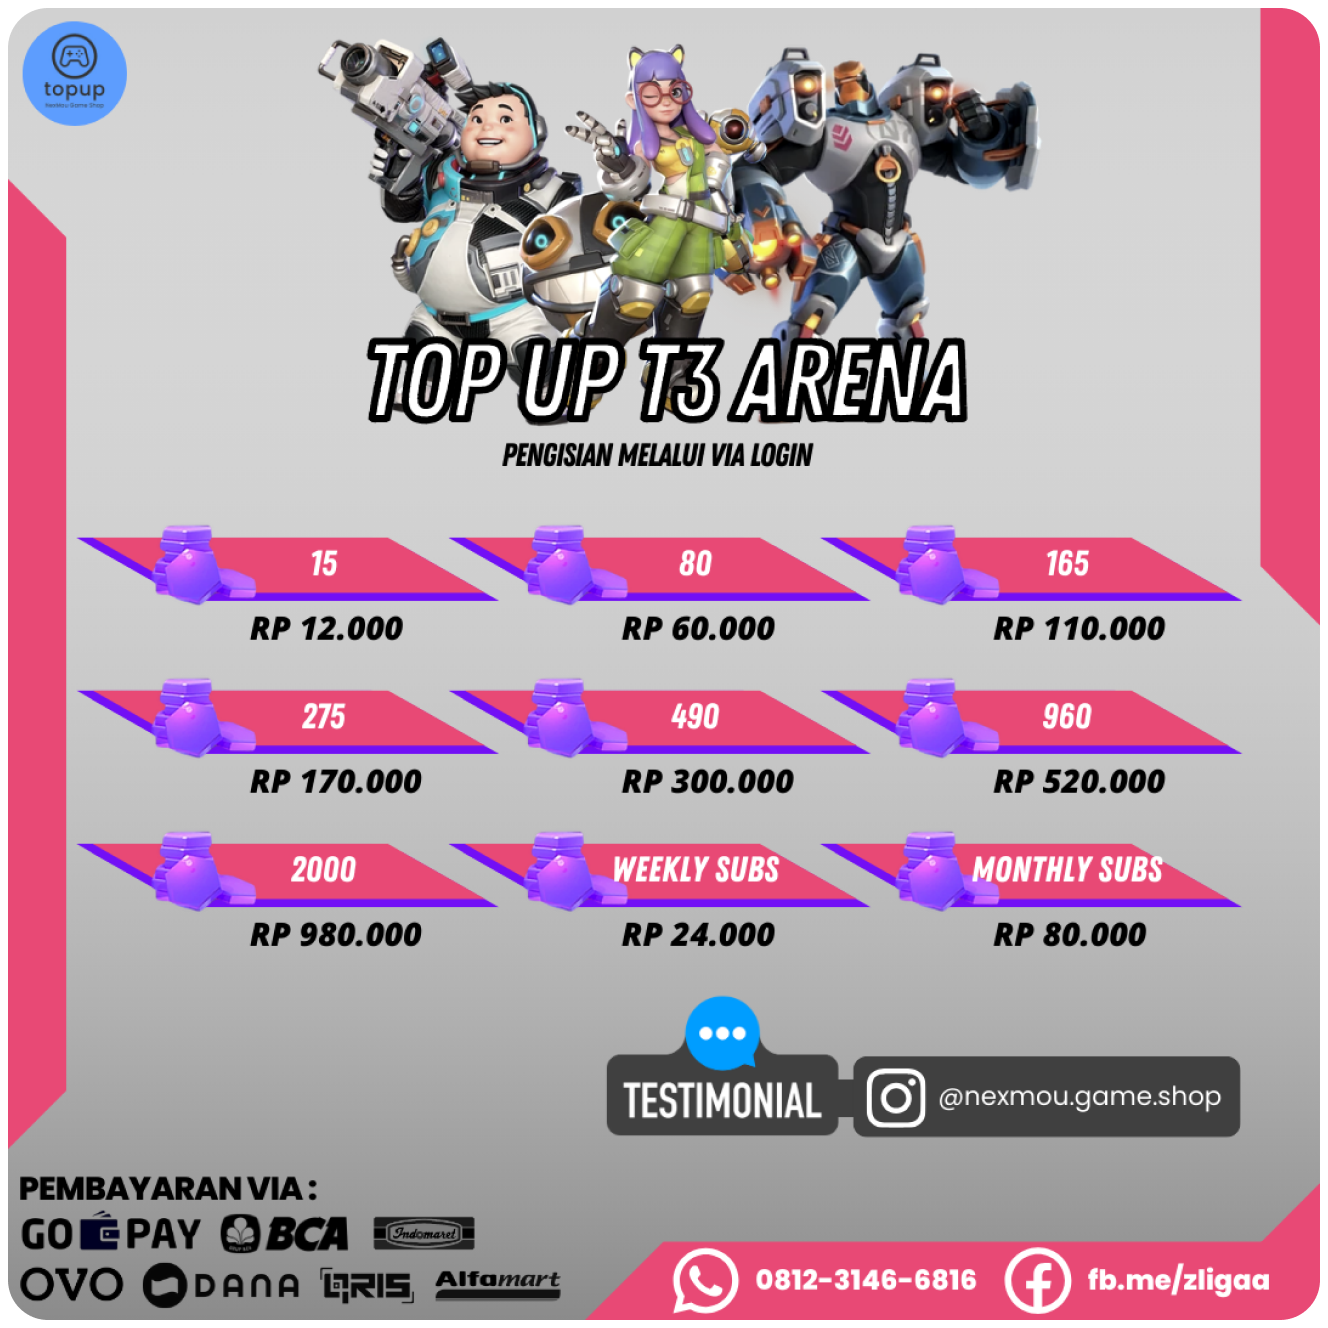 topup
NexMou Game Shop
TOP UP T3 ARENA
PENGISIAN MELALUI VIA LOGIN
15 80 165
RP 12.000 RP 60.000 RP 110.000
275 490 960
RP 170.000 RP 300.000 RP 520.000
2000 WEEKLY SUBS MONTHLY SUBS
RP 980.000 RP 24.000 RP 80.000
TESTIMONIAL @nexmou.game.shop
PEMBAYARAN VIA :
GOPAY BCA Indomaret
OVO DANA QRIS Alfamart
0812-3146-6816 fb.me/zligaa